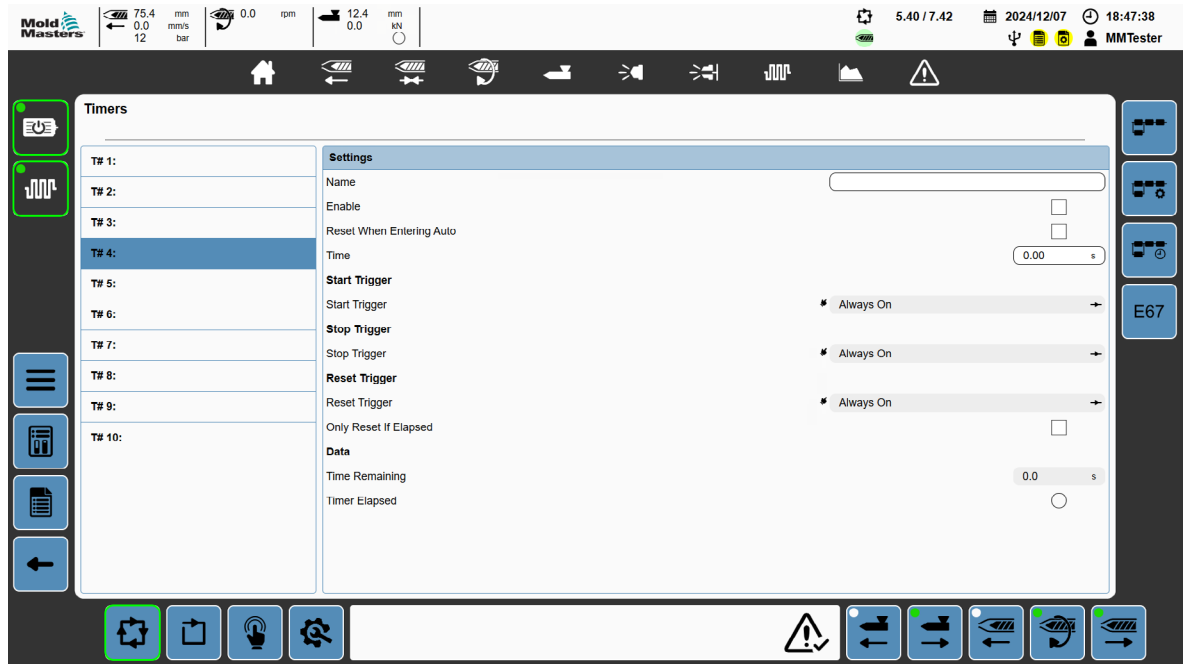 Mold Masters
75.4 mm
0.0 mm/s
12 bar
0.0 rpm
12.4 mm
0.0 kN
5.40 / 7.42
2024/12/07
18:47:38
MMTester
Timers
T# 1:
T# 2:
T# 3:
T# 4:
T# 5:
T# 6:
T# 7:
T# 8:
T# 9:
T# 10:
Settings
Name
Enable
Reset When Entering Auto
Time 0.00 s
Start Trigger
Start Trigger Always On
Stop Trigger
Stop Trigger Always On
Reset Trigger
Reset Trigger Always On
Only Reset If Elapsed
Data
Time Remaining 0.0 s
Timer Elapsed
E67